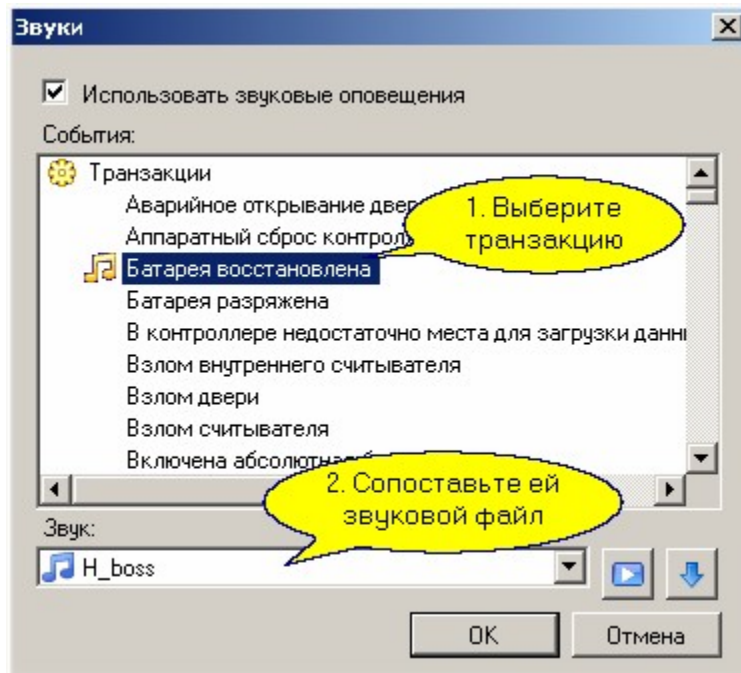 Звуки
Использовать звуковые оповещения
События:
Транзакции
Аварийное открывание две
1. Выберите
транзакцию
Аппаратный сброс контрол
Батарея восстановлена
Батарея разряжена
В контроллере недостаточно места для загрузки данн
Взлом внутреннего считывателя
Взлом двери
Взлом считывателя
Включена абсолютна
2. Сопоставьте ей
звуковой файл
Звук:
H_boss
OK
Отмена